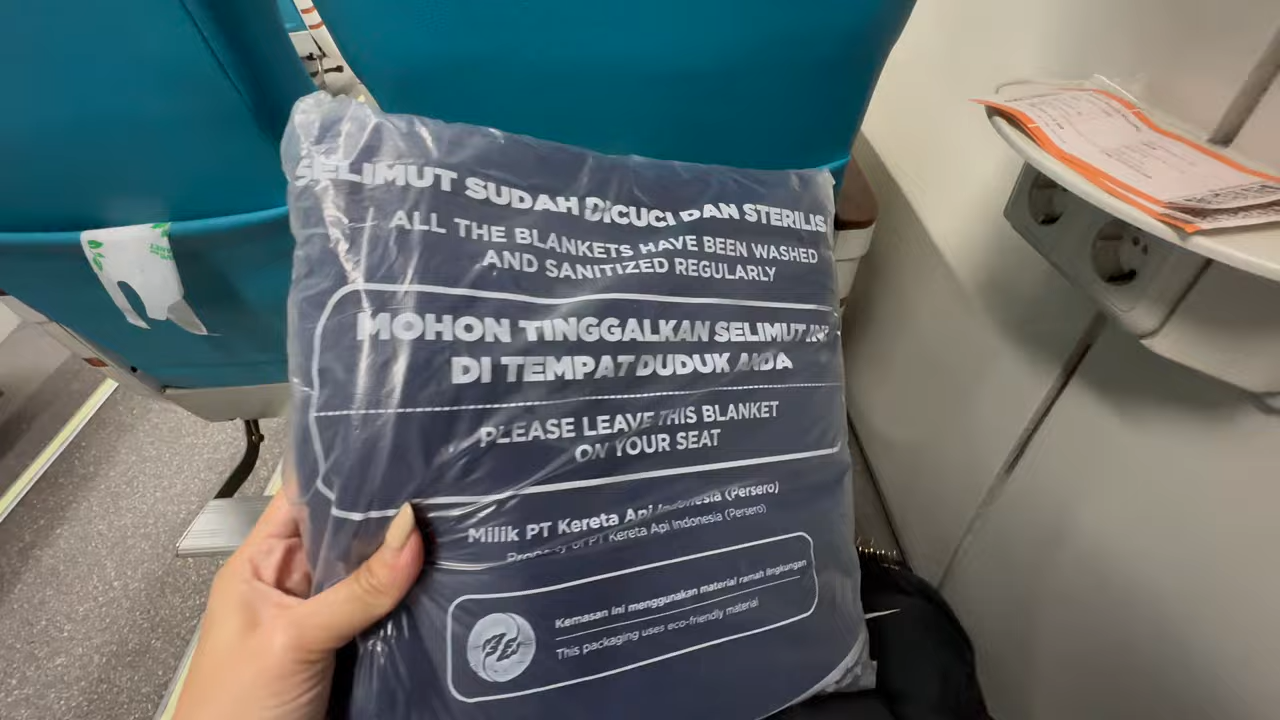 SELIMUT SUDAH DICUCI DAN STERILIS
ALL THE BLANKETS HAVE BEEN WASHED
AND SANITIZED REGULARLY
MOHON TINGGALKAN SELIMUT INI
DI TEMPAT DUDUK ANDA
PLEASE LEAVE THIS BLANKET
ON YOUR SEAT
Milik PT Kereta Api Indonesia (Persero)
Property of PT Kereta Api Indonesia (Persero)
Kemasan ini menggunakan material ramah lingkungan
This packaging uses eco-friendly material